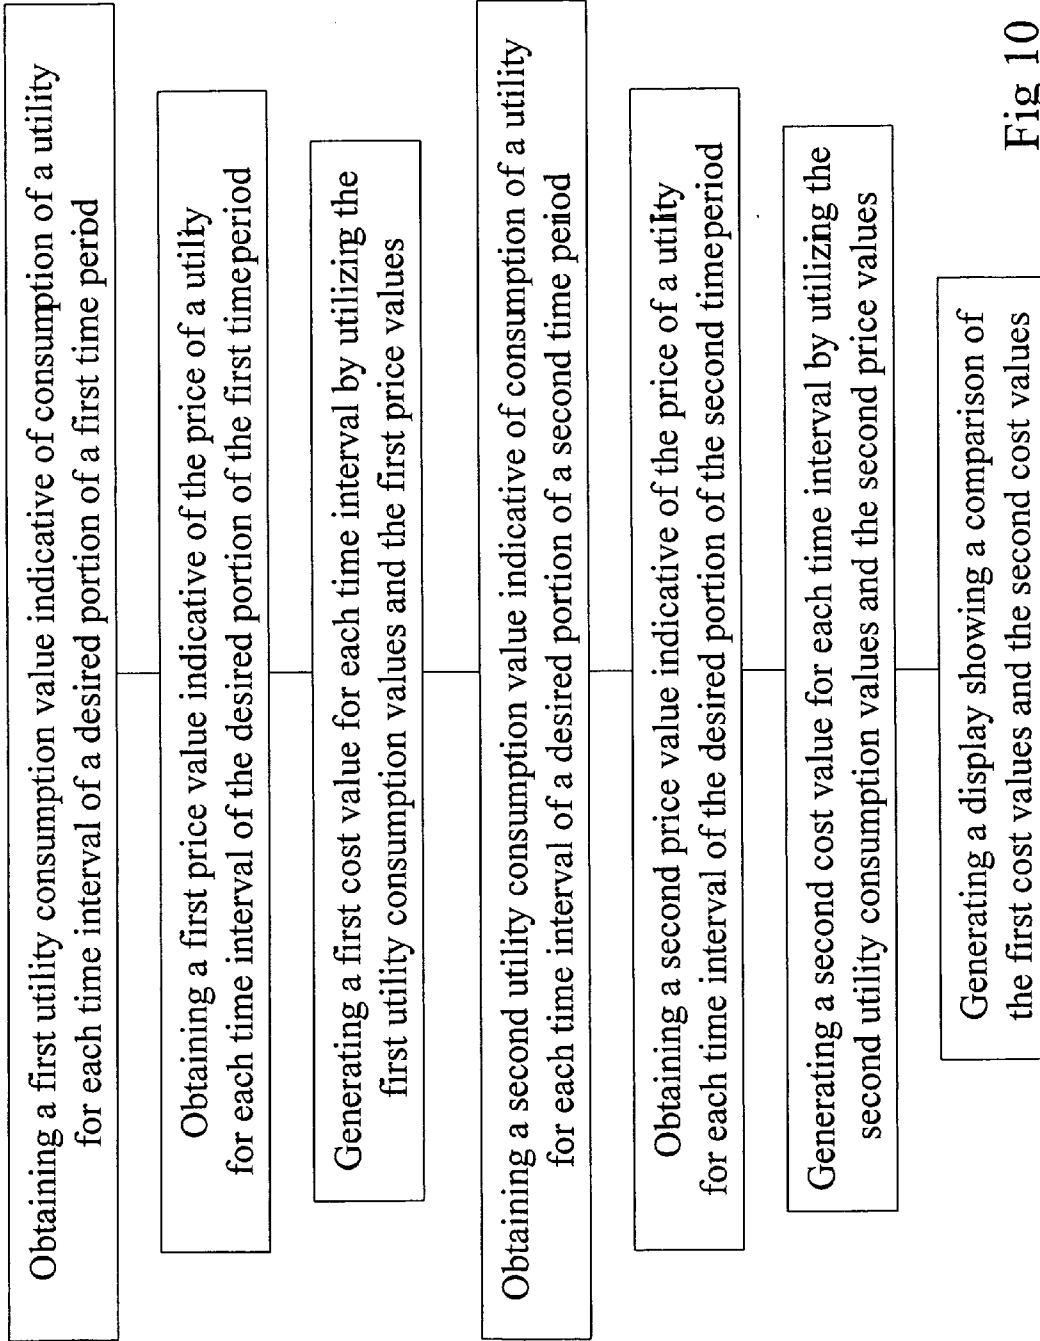 Obtaining a first utility consumption value indicative of consumption of a utility
for each time interval of a desired portion of a first time period
Obtaining a first price value indicative of the price of a utility
for each time interval of the desired portion of the first timeperiod
Generating a first cost value for each time interval by utilizing the
first utility consumption values and the first price values
Obtaining a second utility consumption value indicative of consumption of a utility
for each time interval of a desired portion of a second time period
Obtaining a second price value indicative of the price of a utility
for each time interval of the desired portion of the second timeperiod
Generating a second cost value for each time interval by utilizing the
second utility consumption values and the second price values
Generating a display showing a comparison of
the first cost values and the second cost values
Fig 10